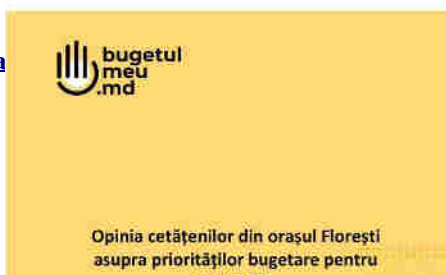 a
bugetul
meu
.md
Opinia cetățenilor din orașul Florești
asupra priorităților bugetare pentru